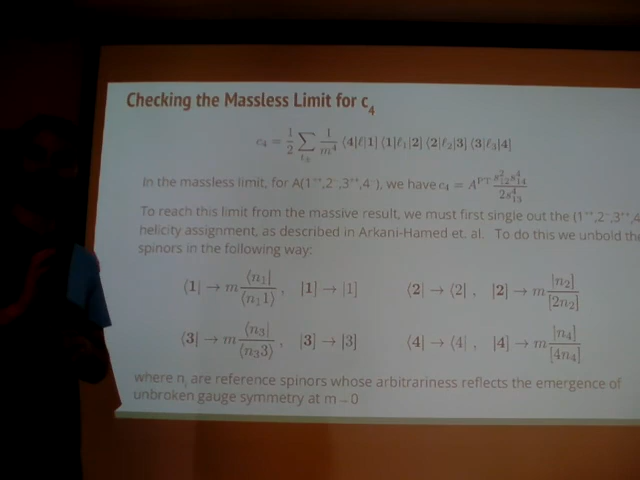 Checking the Massless Limit for c₄
c₄ = 1/2 ∑ 1/m⁴ ⟨4|ℓ|1] ⟨1|ℓ₁|2] ⟨2|ℓ₂|3] ⟨3|ℓ₃|4]
In the massless limit, for A(1⁺,2⁻,3⁺,4⁻), we have c₄ = Aᴾᵀ s²₁₂s⁴₁₄ / 2s⁴₁₃
To reach this limit from the massive result, we must first single out the (1⁺,2⁻,3⁺,4
helicity assignment, as described in Arkani-Hamed et. al. To do this we unbold the
spinors in the following way:
⟨1| → m ⟨n₁| / ⟨n₁1⟩ , |1] → |1] ⟨2| → ⟨2| , |2] → m |n₂] / [2n₂]
⟨3| → m ⟨n₃| / ⟨n₃3⟩ , |3] → |3] ⟨4| → ⟨4| , |4] → m |n₄] / [4n₄]
where nᵢ are reference spinors whose arbitrariness reflects the emergence of
unbroken gauge symmetry at m = 0